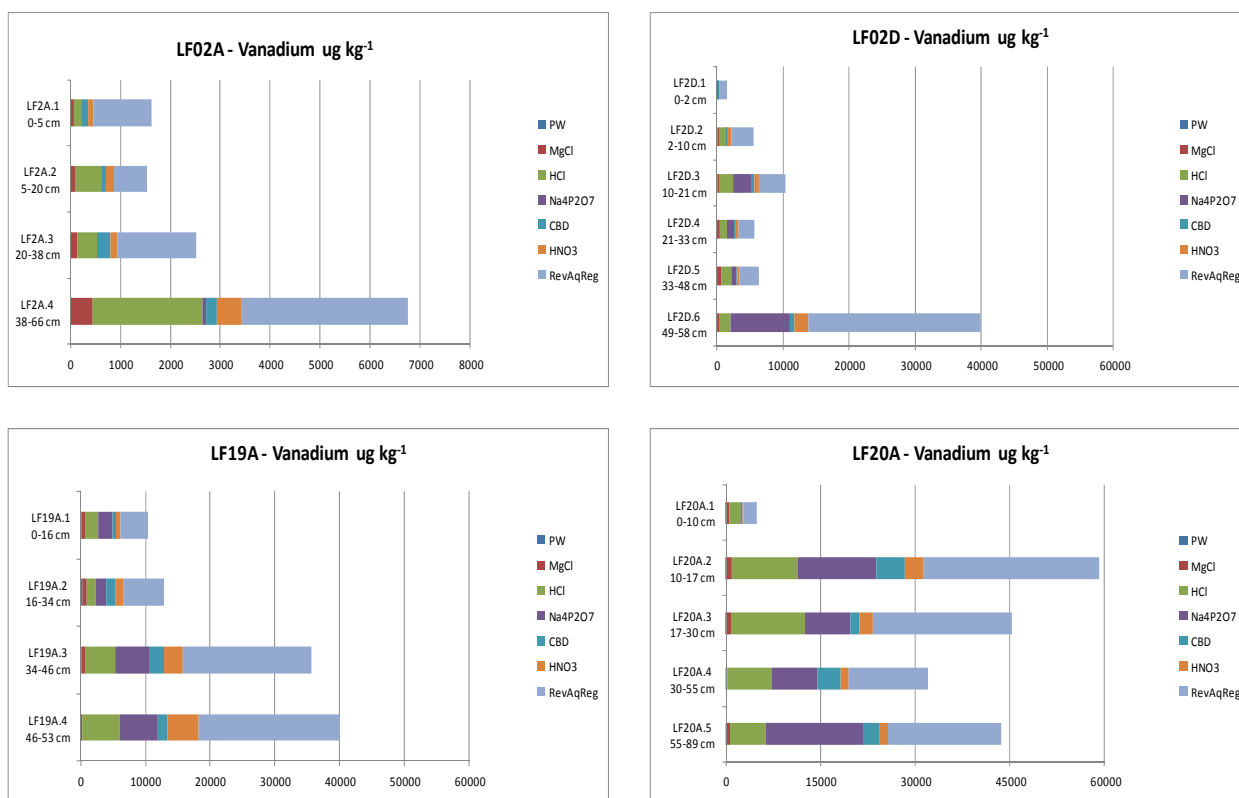 LF02A - Vanadium ug kg-1
LF2A.1
0-5 cm
LF2A.2
5-20 cm
LF2A.3
20-38 cm
LF2A.4
38-66 cm
0 1000 2000 3000 4000 5000 6000 7000 8000
PW
MgCl
HCl
Na4P2O7
CBD
HNO3
RevAqReg
LF02D - Vanadium ug kg-1
LF2D.1
0-2 cm
LF2D.2
2-10 cm
LF2D.3
10-21 cm
LF2D.4
21-33 cm
LF2D.5
33-48 cm
LF2D.6
49-58 cm
0 10000 20000 30000 40000 50000 60000
PW
MgCl
HCl
Na4P2O7
CBD
HNO3
RevAqReg
LF19A - Vanadium ug kg-1
LF19A.1
0-16 cm
LF19A.2
16-34 cm
LF19A.3
34-46 cm
LF19A.4
46-53 cm
0 10000 20000 30000 40000 50000 60000
PW
MgCl
HCl
Na4P2O7
CBD
HNO3
RevAqReg
LF20A - Vanadium ug kg-1
LF20A.1
0-10 cm
LF20A.2
10-17 cm
LF20A.3
17-30 cm
LF20A.4
30-55 cm
LF20A.5
55-89 cm
0 15000 30000 45000 60000
PW
MgCl
HCl
Na4P2O7
CBD
HNO3
RevAqReg